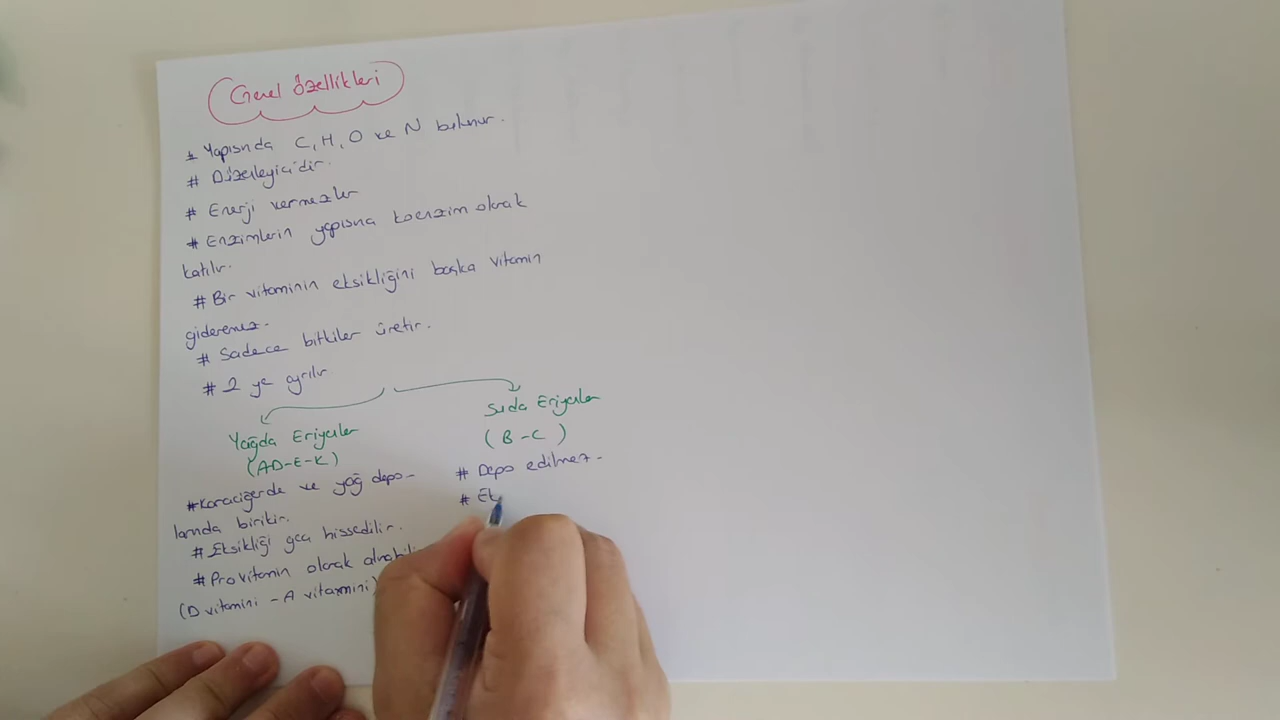 Genel özellikleri
* Yapısında C, H, O ve N bulunur.
# Düzenleyicidir.
# Enerji vermezler
# Enzimlerin yapısına koenzim olarak
katılır.
# Bir vitaminin eksikliğini başka vitamin
gideremez.
# Sadece bitkiler üretir.
# 2 ye ayrılır
Yağda Eriyenler
(A-D-E-K)
# Karaciğerde ve yağ depo-
larında birikir.
# Eksikliği geç hissedilir.
# Provitamin olarak alınabili
(D vitamini - A vitamini)
Suda Eriyenler
(B-C)
# Depo edilmez.
# Ek